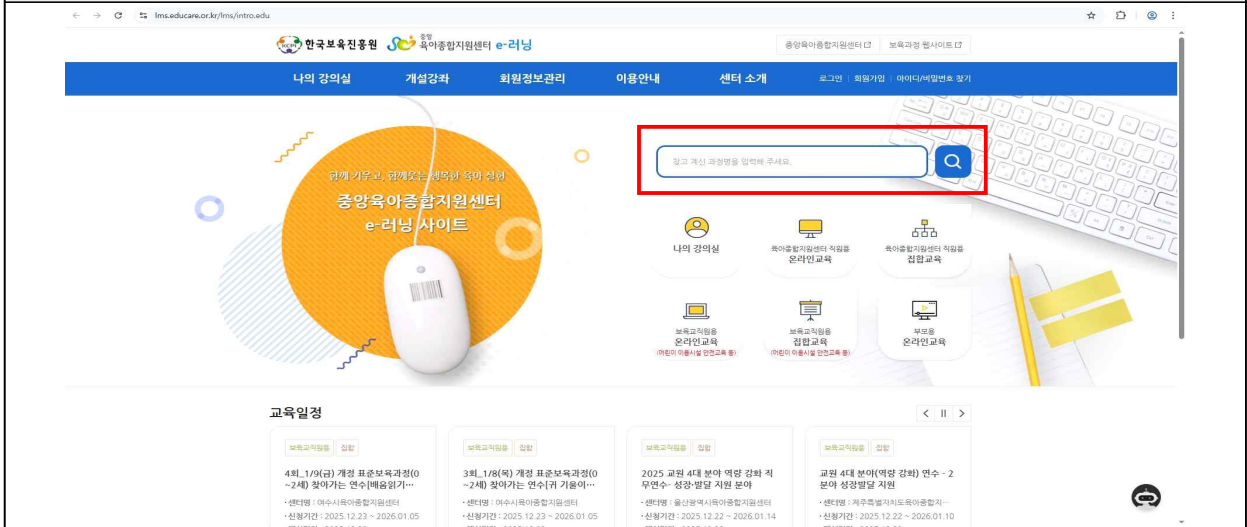 lms.educare.or.kr/lms/intro.edu
KCPI 한국보육진흥원 중앙육아종합지원센터 e-러닝
중앙육아종합지원센터 보육과정 웹사이트
나의 강의실 개설강좌 회원정보관리 이용안내 센터 소개 로그인 회원가입 아이디/비밀번호 찾기
찾고 계신 과정명을 입력해 주세요.
함께 키우고, 함께웃는 행복한 육아 실현
중앙육아종합지원센터
e-러닝 사이트
나의 강의실
육아종합지원센터 직원용
온라인교육
육아종합지원센터 직원용
집합교육
보육교직원용
온라인교육
(어린이 이용시설 안전교육 등)
보육교직원용
집합교육
(어린이 이용시설 안전교육 등)
부모용
온라인교육
교육일정
보육교직원용 집합
4회_1/9(금) 개정 표준보육과정(0
~2세) 찾아가는 연수[배움읽기…
·센터명 : 여수시육아종합지원센터
·신청기간 : 2025.12.23 ~ 2026.01.05
보육교직원용 집합
3회_1/8(목) 개정 표준보육과정(0
~2세) 찾아가는 연수[귀 기울이…
·센터명 : 여수시육아종합지원센터
·신청기간 : 2025.12.23 ~ 2026.01.05
보육교직원용 집합
2025 교원 4대 분야 역량 강화 직
무연수- 성장·발달 지원 분야
·센터명 : 울산광역시육아종합지원센터
·신청기간 : 2025.12.22 ~ 2026.01.14
보육교직원용 집합
교원 4대 분야(역량 강화) 연수 - 2
분야 성장발달 지원
·센터명 : 제주특별자치도육아종합지…
·신청기간 : 2025.12.22 ~ 2026.01.10